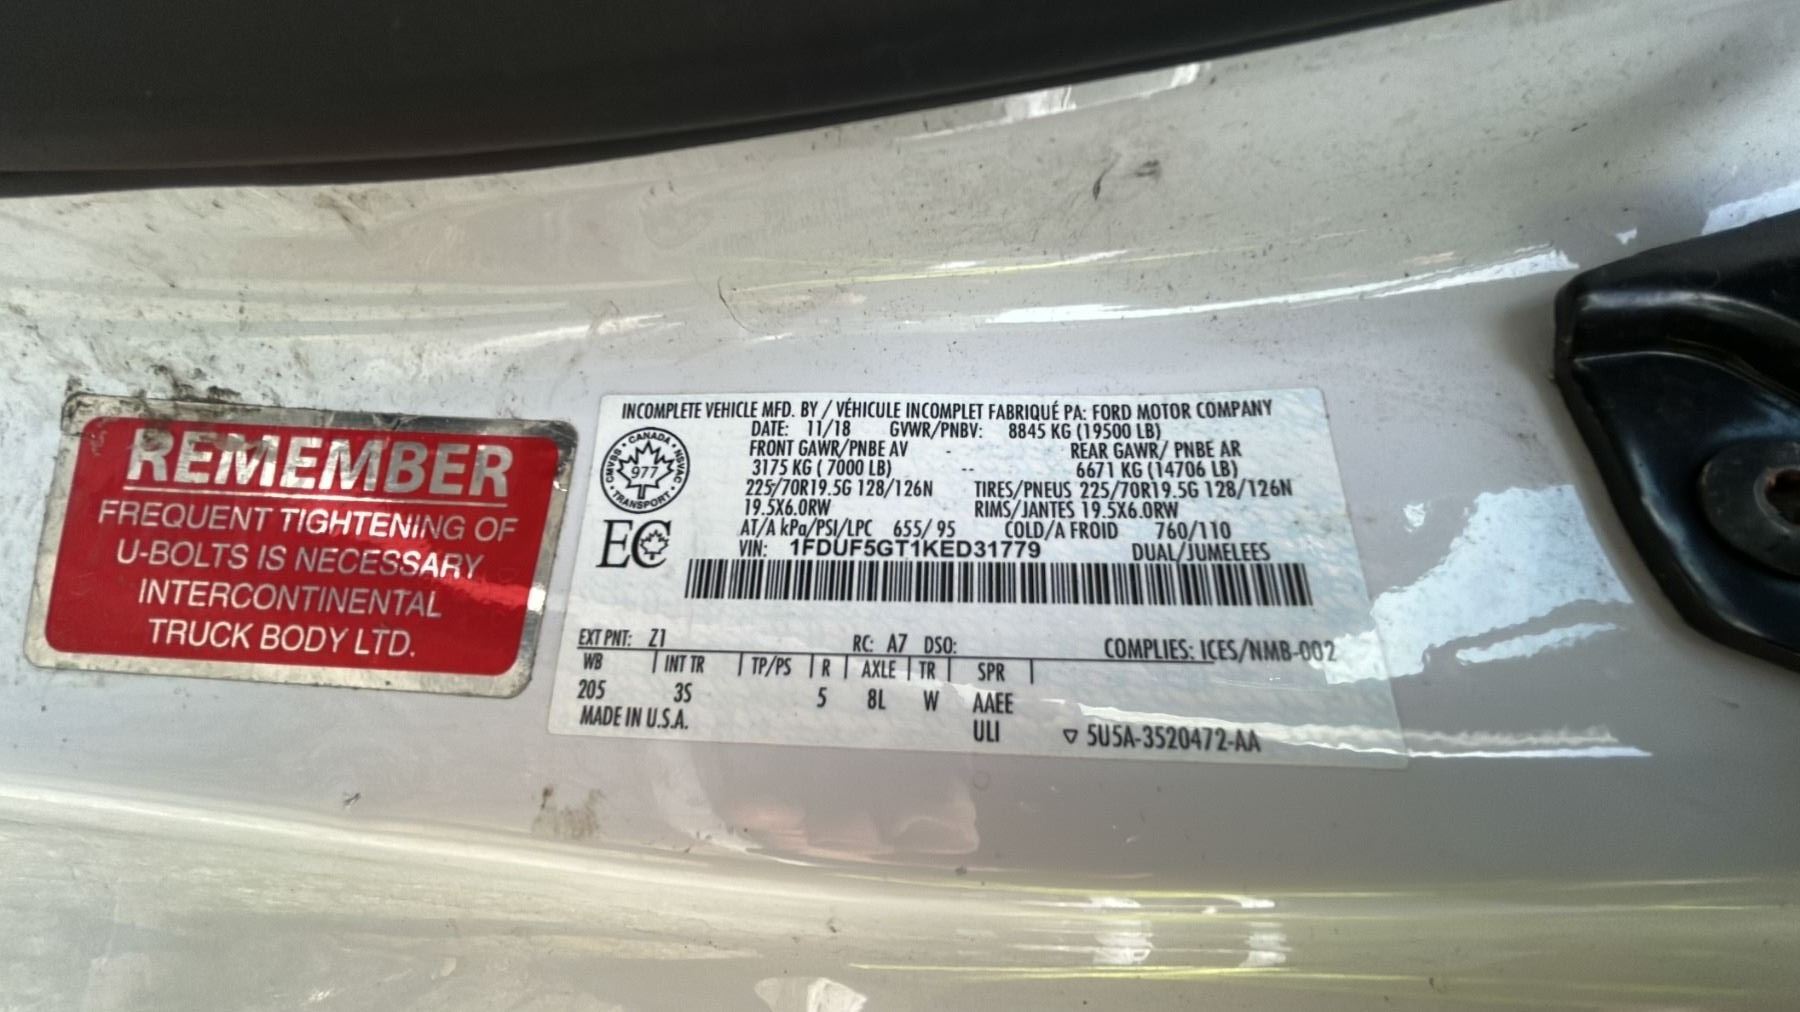 REMEMBER
FREQUENT TIGHTENING OF
U-BOLTS IS NECESSARY
INTERCONTINENTAL
TRUCK BODY LTD.
INCOMPLETE VEHICLE MFD. BY / VÉHICULE INCOMPLET FABRIQUÉ PA: FORD MOTOR COMPANY
DATE: 11/18 GVWR/PNBV: 8845 KG (19500 LB)
FRONT GAWR/PNBE AV - REAR GAWR/ PNBE AR
3175 KG ( 7000 LB) -- 6671 KG (14706 LB)
225/70R19.5G 128/126N TIRES/PNEUS 225/70R19.5G 128/126N
19.5X6.0RW RIMS/JANTES 19.5X6.0RW
AT/A kPa/PSI/LPC 655/ 95 COLD/A FROID 760/110
VIN: 1FDUF5GT1KED31779 DUAL/JUMELEES
CANADA
CMVSS • NSVAC
977
TRANSPORT
EC
EXT PNT: Z1 RC: A7 DSO: COMPLIES: ICES/NMB-002
WB | INT TR | TP/PS | R | AXLE | TR | SPR |
205 3S 5 8L W AAEE
MADE IN U.S.A. ULI ▽ 5U5A-3520472-AA